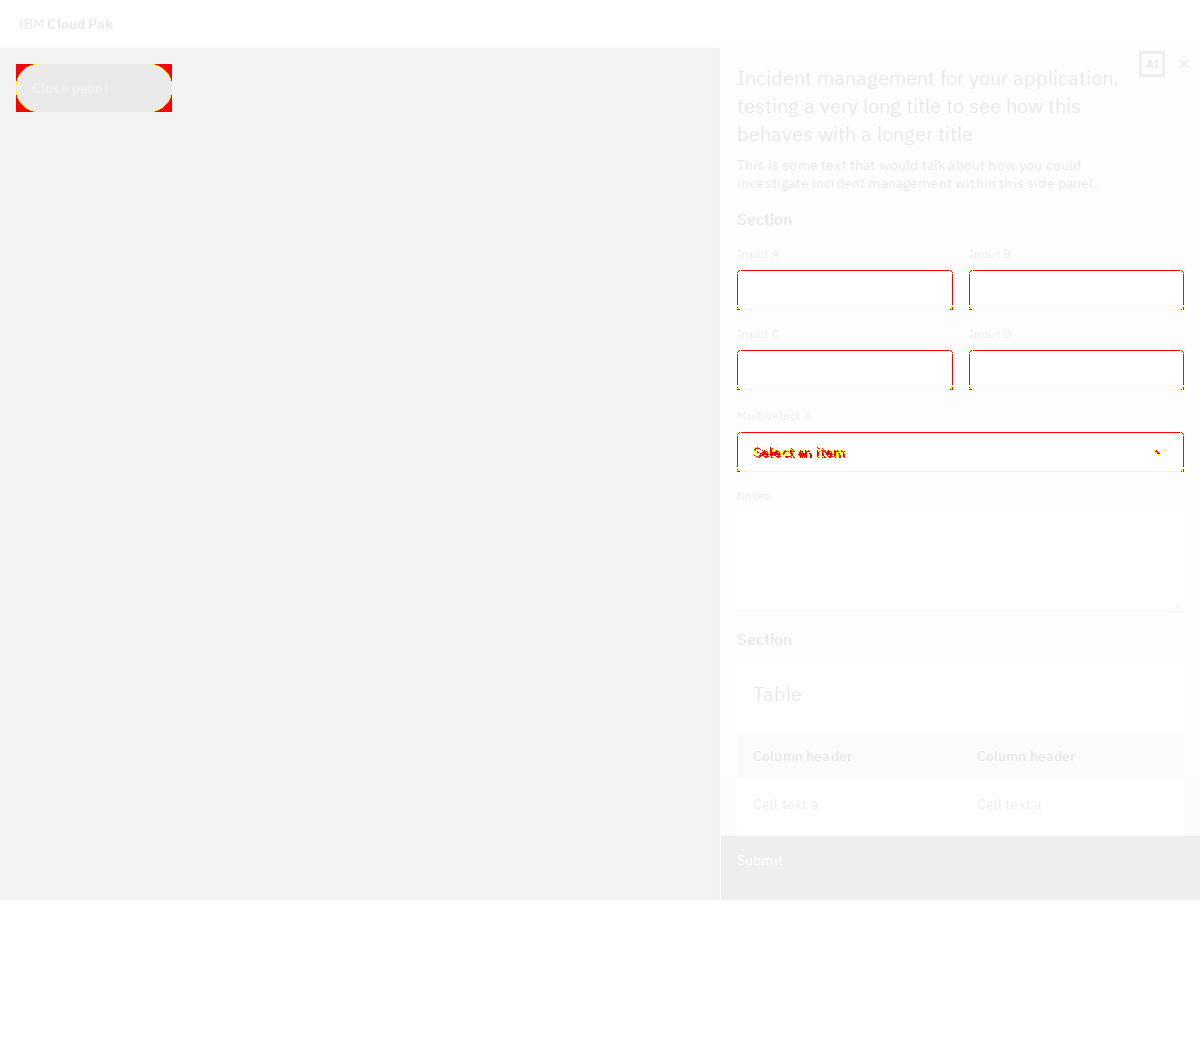 IBM Cloud Pak
Close panel
AI
Incident management for your application,
testing a very long title to see how this
behaves with a longer title
This is some text that would talk about how you could
investigate incident management within this side panel.
Section
Input A
Input B
Input C
Input D
Multiselect A
Select an item
Notes
Section
Table
Column header
Column header
Cell text a
Cell text a
Submit